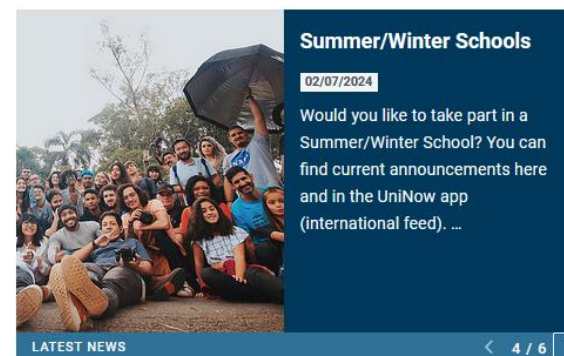 Summer/Winter Schools
02/07/2024
Would you like to take part in a
Summer/Winter School? You can
find current announcements here
and in the UniNow app
(international feed). ...
LATEST NEWS
< 4 / 6